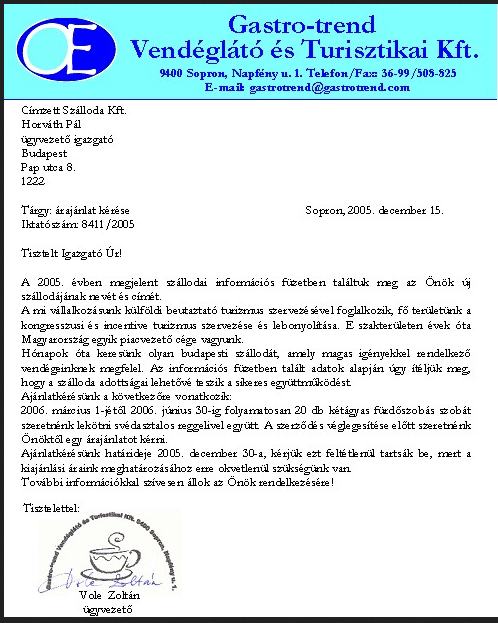 Œ
Gastro-trend
Vendéglátó és Turisztikai Kft.
9400 Sopron, Napfény u. 1. Telefon/Fax: 36-99/508-825
E-mail: gastrotrend@gastrotrend.com
Címzett Szálloda Kft.
Horváth Pál
ügyvezető igazgató
Budapest
Pap utca 8.
1222
Tárgy: árajánlat kérése Sopron, 2005. december 15.
Iktatószám: 8411/2005
Tisztelt Igazgató Úr!
A 2005. évben megjelent szállodai információs füzetben találtuk meg az Önök új
szállodájának nevét és címét.
A mi vállalkozásunk külföldi beutaztató turizmus szervezésével foglalkozik, fő területünk a
kongresszusi és incentive turizmus szervezése és lebonyolítása. E szakterületen évek óta
Magyarország egyik piacvezető cége vagyunk.
Hónapok óta keresünk olyan budapesti szállodát, amely magas igényekkel rendelkező
vendégeinknek megfelel. Az információs füzetben talált adatok alapján úgy ítéljük meg,
hogy a szálloda adottságai lehetővé teszik a sikeres együttműködést.
Ajánlatkérésünk a következőre vonatkozik:
2006. március 1-jétől 2006. június 30-ig folyamatosan 20 db kétágyas fürdőszobás szobát
szeretnénk lekötni svédasztalos reggelivel együtt. A szerződés véglegesítése előtt szeretnénk
Önöktől egy árajánlatot kérni.
Ajánlatkérésünk határideje 2005. december 30-a, kérjük ezt feltétlenül tartsák be, mert a
kiajánlási áraink meghatározásához erre okvetlenül szükségünk van.
További információkkal szívesen állok az Önök rendelkezésére!
Tisztelettel:
Gastro-trend Vendéglátó és Turisztikai Kft. 9400 Sopron, Napfény u. 1.
Vole Zoltán
Vole Zoltán
ügyvezető